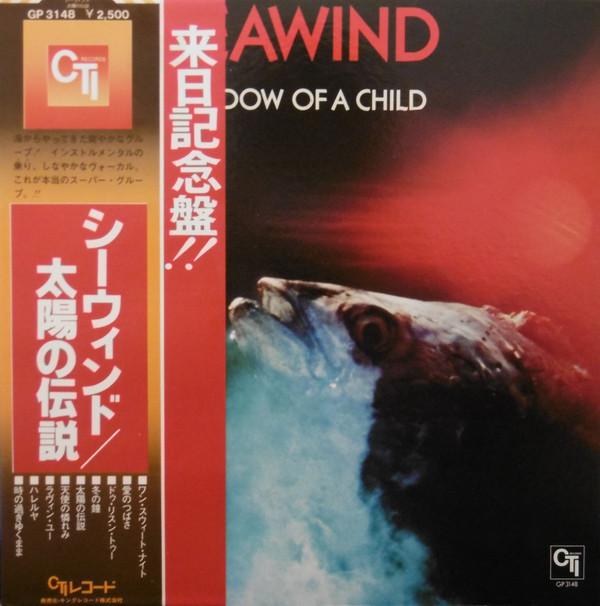 GP 3148 ￥2,500
CTI
RECORDS
海からやってきた爽やかなグル
ープ! インストルメンタルの
乗り、しなやかなヴォーカル、
これが本当のスーパー・グルー
プ。!!
シーウィンド/
太陽の伝説
来日記念盤!!
■ワン・スウィート・ナイト
■愛のつばさ
■ドゥ・リスン・トゥー
■冬の鐘
■太陽の伝説
■天使の憐れみ
■ラヴィン・ユー
■ハレルヤ
■時の過ぎゆくまま
CTIレコード
発売元・キングレコード株式会社
EAWIND
DOW OF A CHILD
CTI
GP 3148